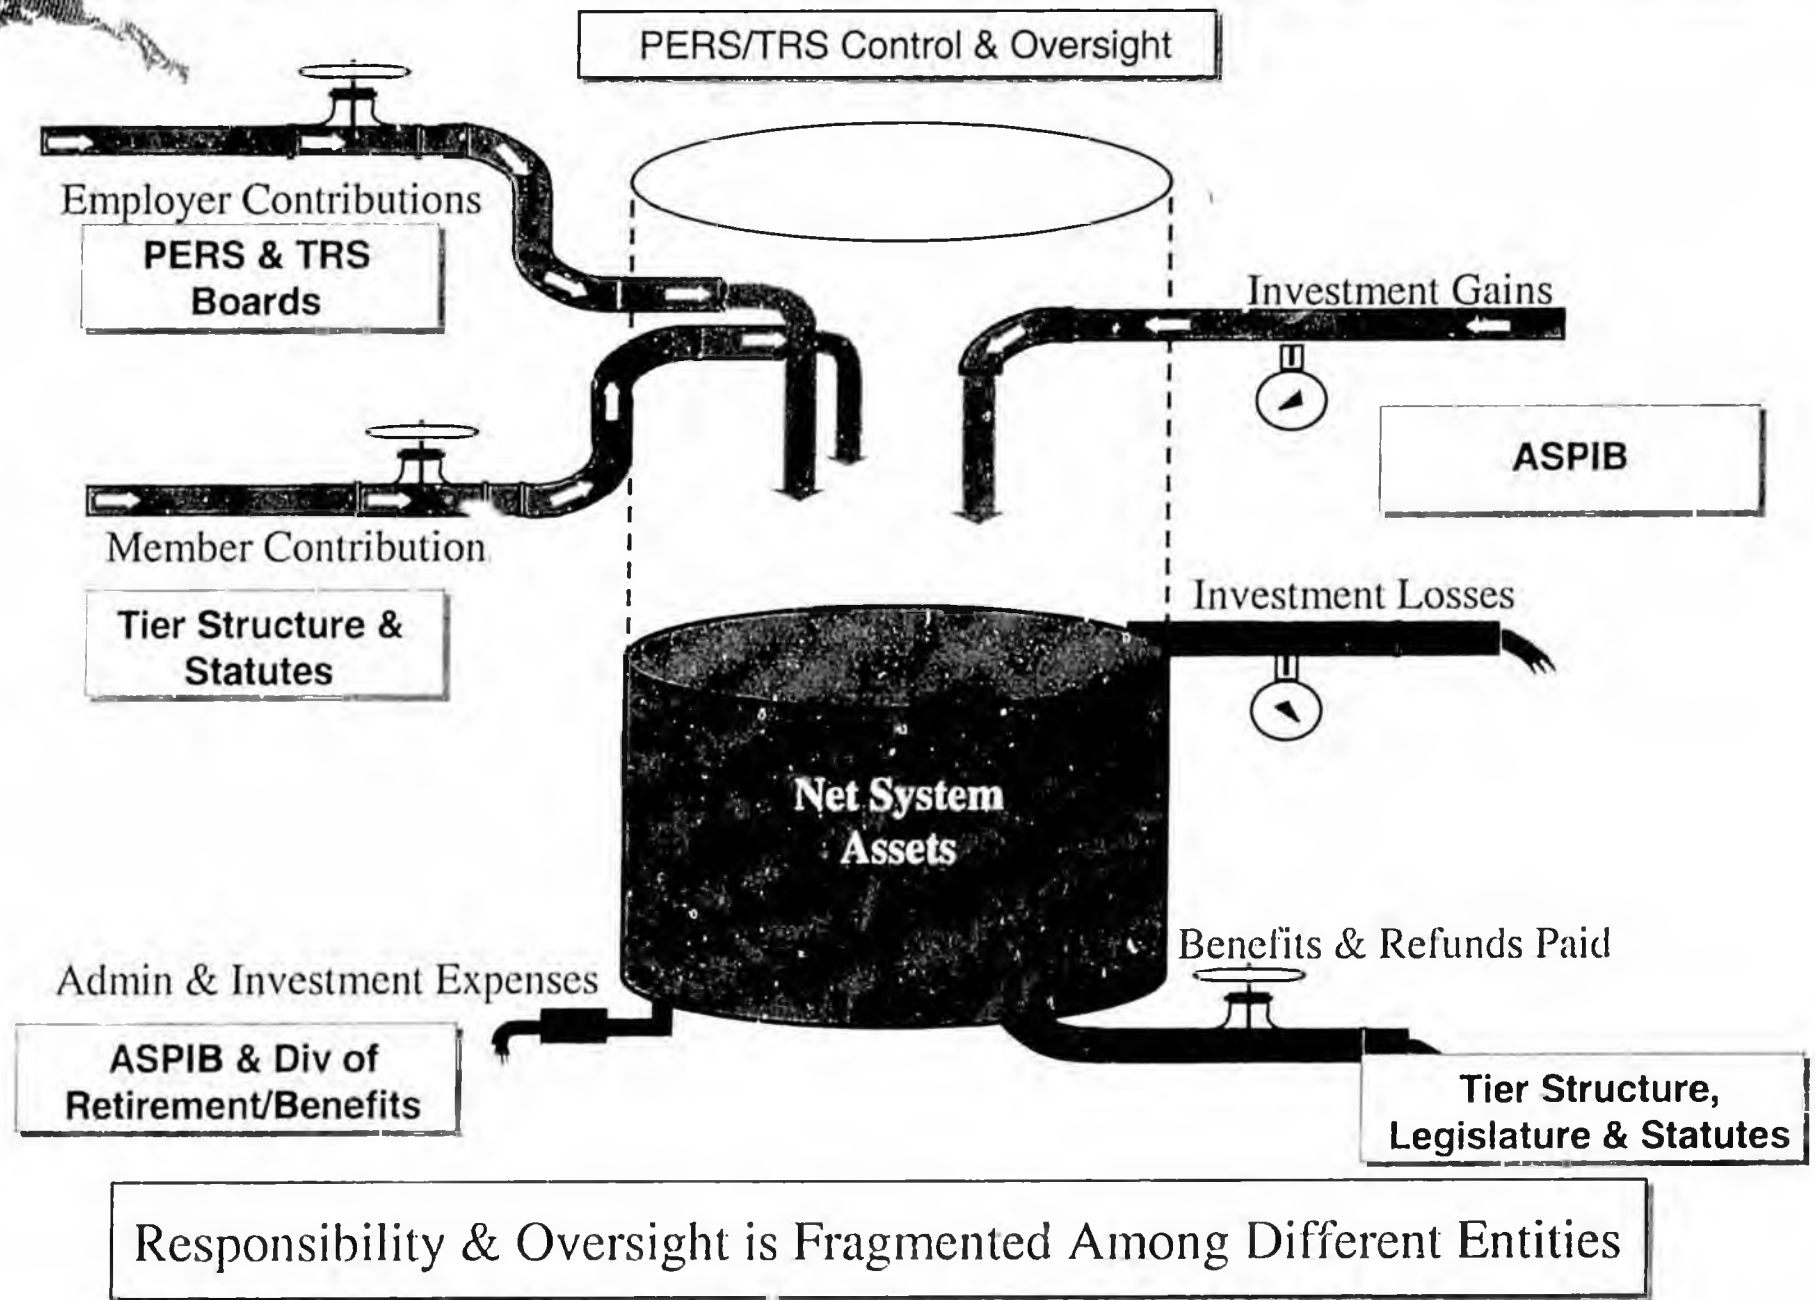 PERS/TRS Control & Oversight
Employer Contributions
PERS & TRS
Boards
Investment Gains
ASPIB
Member Contribution
Tier Structure &
Statutes
Investment Losses
Net System
Assets
Benefits & Refunds Paid
Admin & Investment Expenses
ASPIB & Div of
Retirement/Benefits
Tier Structure,
Legislature & Statutes
Responsibility & Oversight is Fragmented Among Different Entities